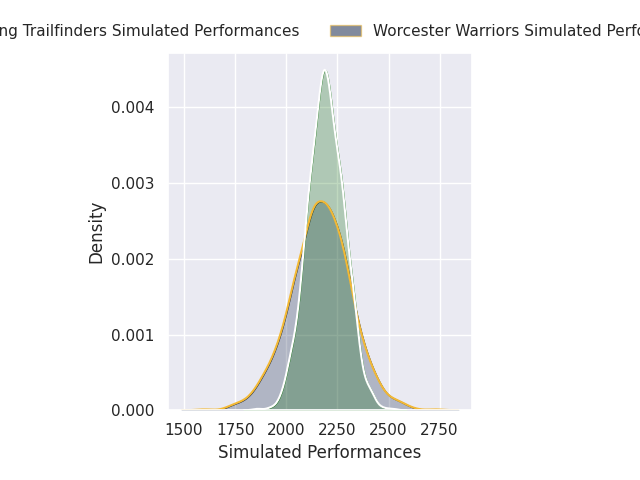 ng Trailfinders Simulated Performances Worcester Warriors Simulated Perfo
0.004
0.003
0.002
0.001
0.000
Density
1500 1750 2000 2250 2500 2750
Simulated Performances